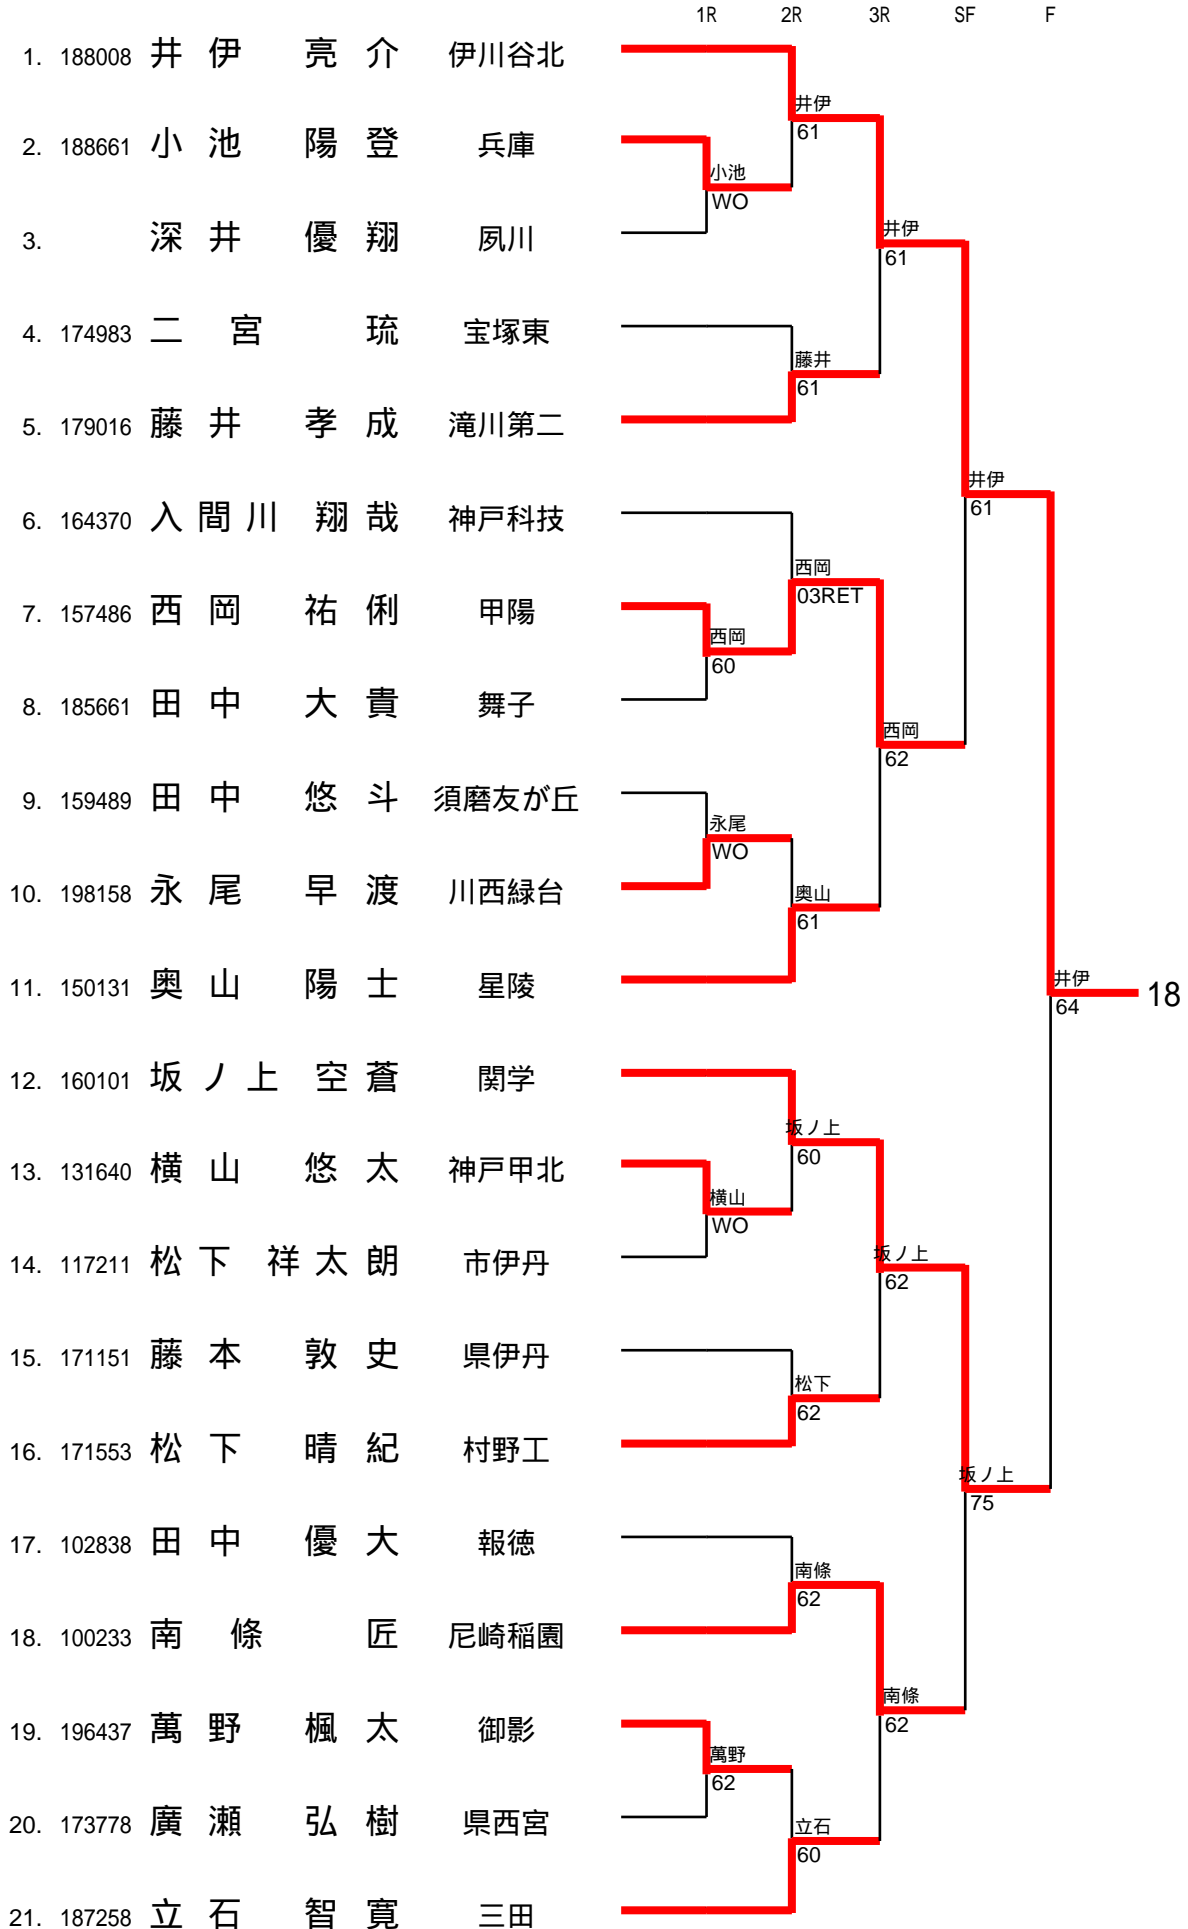 1R 2R 3R SF F
1. 188008 井伊 亮介 伊川谷北
井伊
61
2. 188661 小池 陽登 兵庫
小池
WO
3. 深井 優翔 夙川
井伊
61
4. 174983 二宮 琉 宝塚東
藤井
61
5. 179016 藤井 孝成 滝川第二
井伊
61
6. 164370 入間川 翔哉 神戸科技
西岡
03RET
7. 157486 西岡 祐俐 甲陽
西岡
60
8. 185661 田中 大貴 舞子
西岡
62
9. 159489 田中 悠斗 須磨友が丘
永尾
WO
10. 198158 永尾 早渡 川西緑台
奥山
61
11. 150131 奥山 陽士 星陵
井伊
64
18
12. 160101 坂ノ上 空蒼 関学
坂ノ上
60
13. 131640 横山 悠太 神戸甲北
横山
WO
14. 117211 松下 祥太朗 市伊丹
坂ノ上
62
15. 171151 藤本 敦史 県伊丹
松下
62
16. 171553 松下 晴紀 村野工
坂ノ上
75
17. 102838 田中 優大 報徳
南條
62
18. 100233 南條 匠 尼崎稲園
南條
62
19. 196437 萬野 楓太 御影
萬野
62
20. 173778 廣瀬 弘樹 県西宮
立石
60
21. 187258 立石 智寛 三田